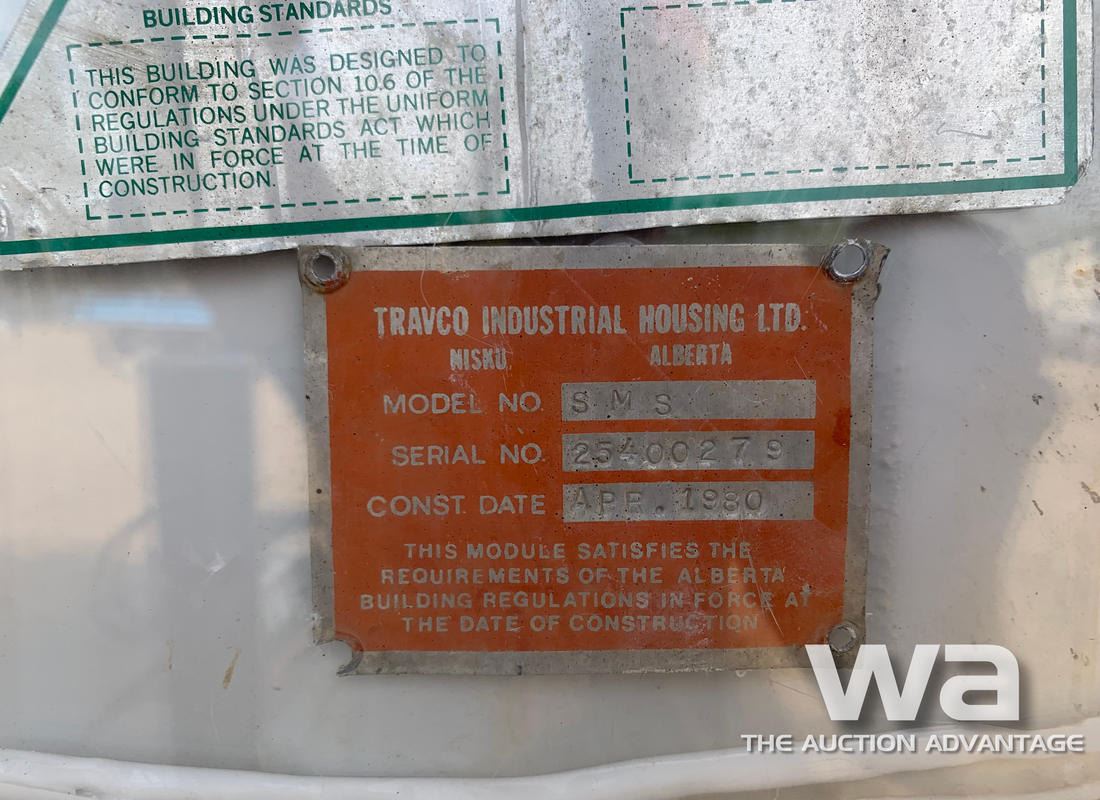 BUILDING STANDARDS
THIS BUILDING WAS DESIGNED TO
CONFORM TO SECTION 10.6 OF THE
REGULATIONS UNDER THE UNIFORM
BUILDING STANDARDS ACT WHICH
WERE IN FORCE AT THE TIME OF
CONSTRUCTION.
TRAVCO INDUSTRIAL HOUSING LTD.
NISKU ALBERTA
MODEL NO. S M S
SERIAL NO. 25400279
CONST. DATE APR. 1980
THIS MODULE SATISFIES THE
REQUIREMENTS OF THE ALBERTA
BUILDING REGULATIONS IN FORCE AT
THE DATE OF CONSTRUCTION
wa
THE AUCTION ADVANTAGE